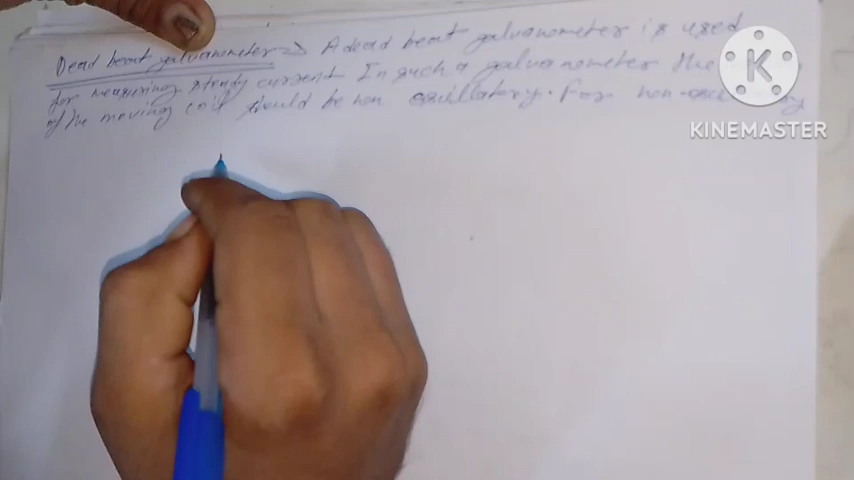 Dead beat galvanometer => A dead beat galvanometer is used
for measuring steady current In such a galvanometer the
of the moving coil should be non oscillatory. For non-
KINEMASTER